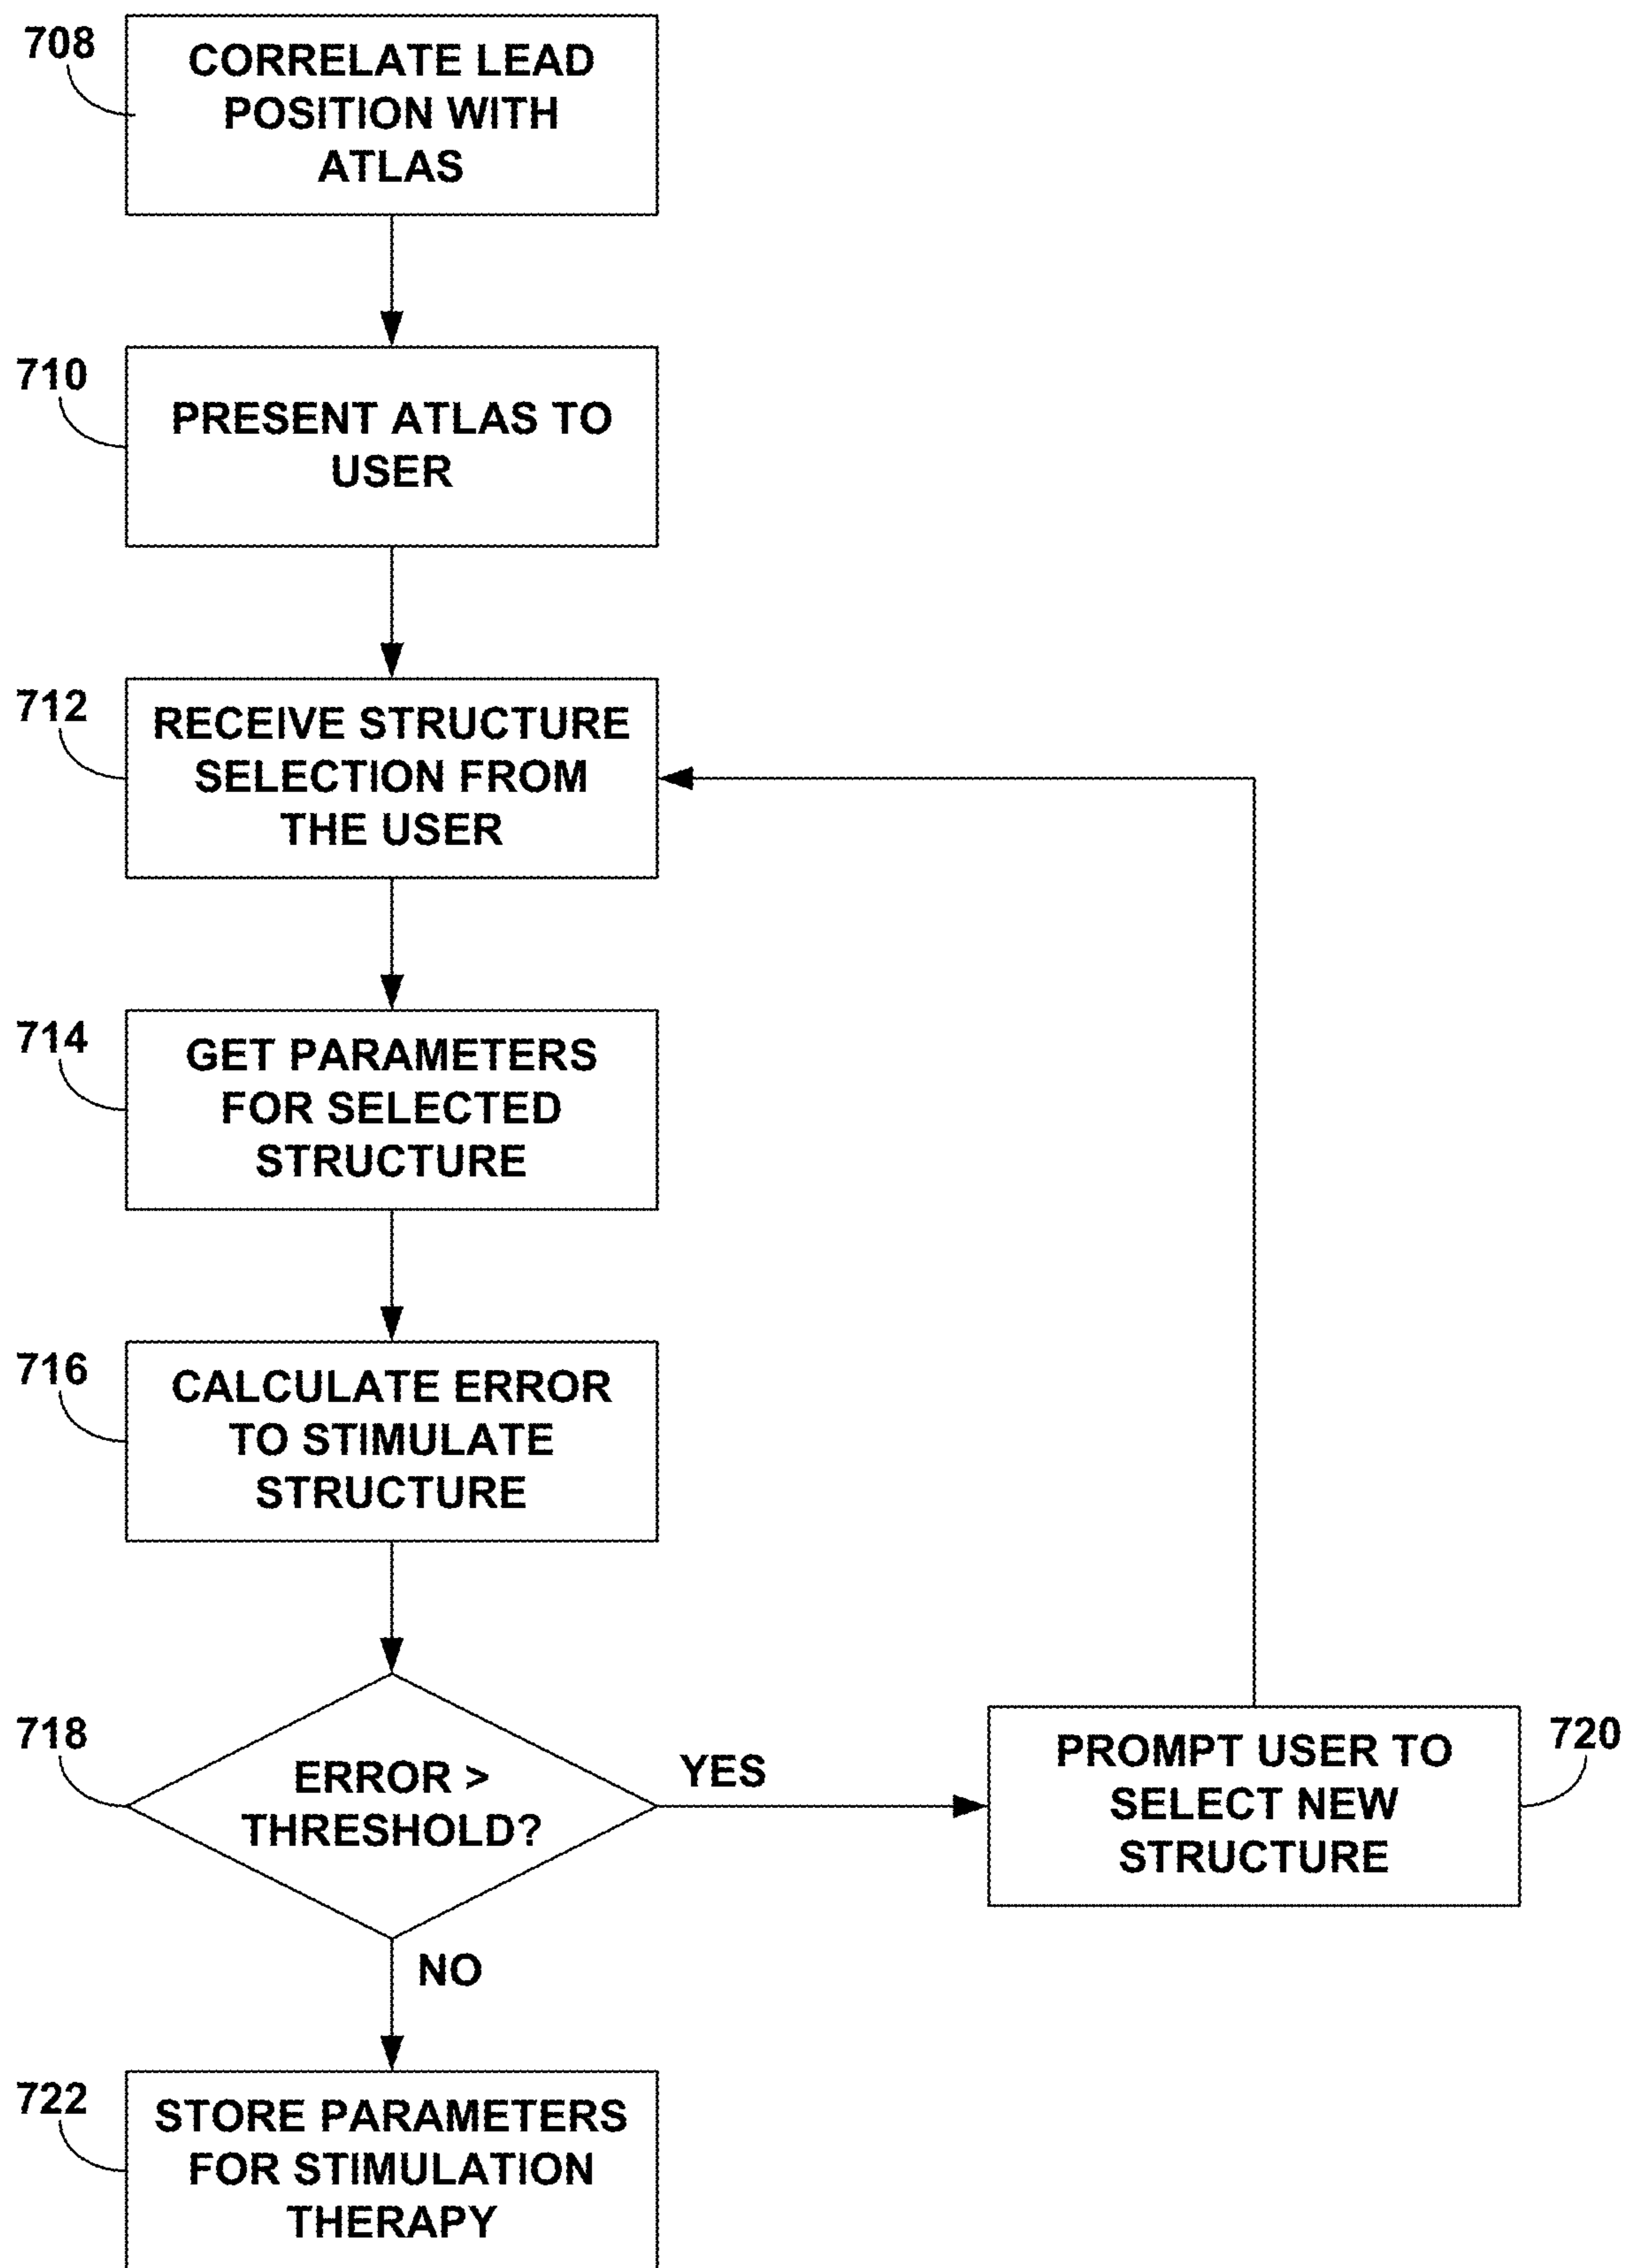 708
CORRELATE LEAD
POSITION WITH
ATLAS
710
PRESENT ATLAS TO
USER
712
RECEIVE STRUCTURE
SELECTION FROM
THE USER
714
GET PARAMETERS
FOR SELECTED
STRUCTURE
716
CALCULATE ERROR
TO STIMULATE
STRUCTURE
718
ERROR >
THRESHOLD?
YES
720
PROMPT USER TO
SELECT NEW
STRUCTURE
NO
722
STORE PARAMETERS
FOR STIMULATION
THERAPY